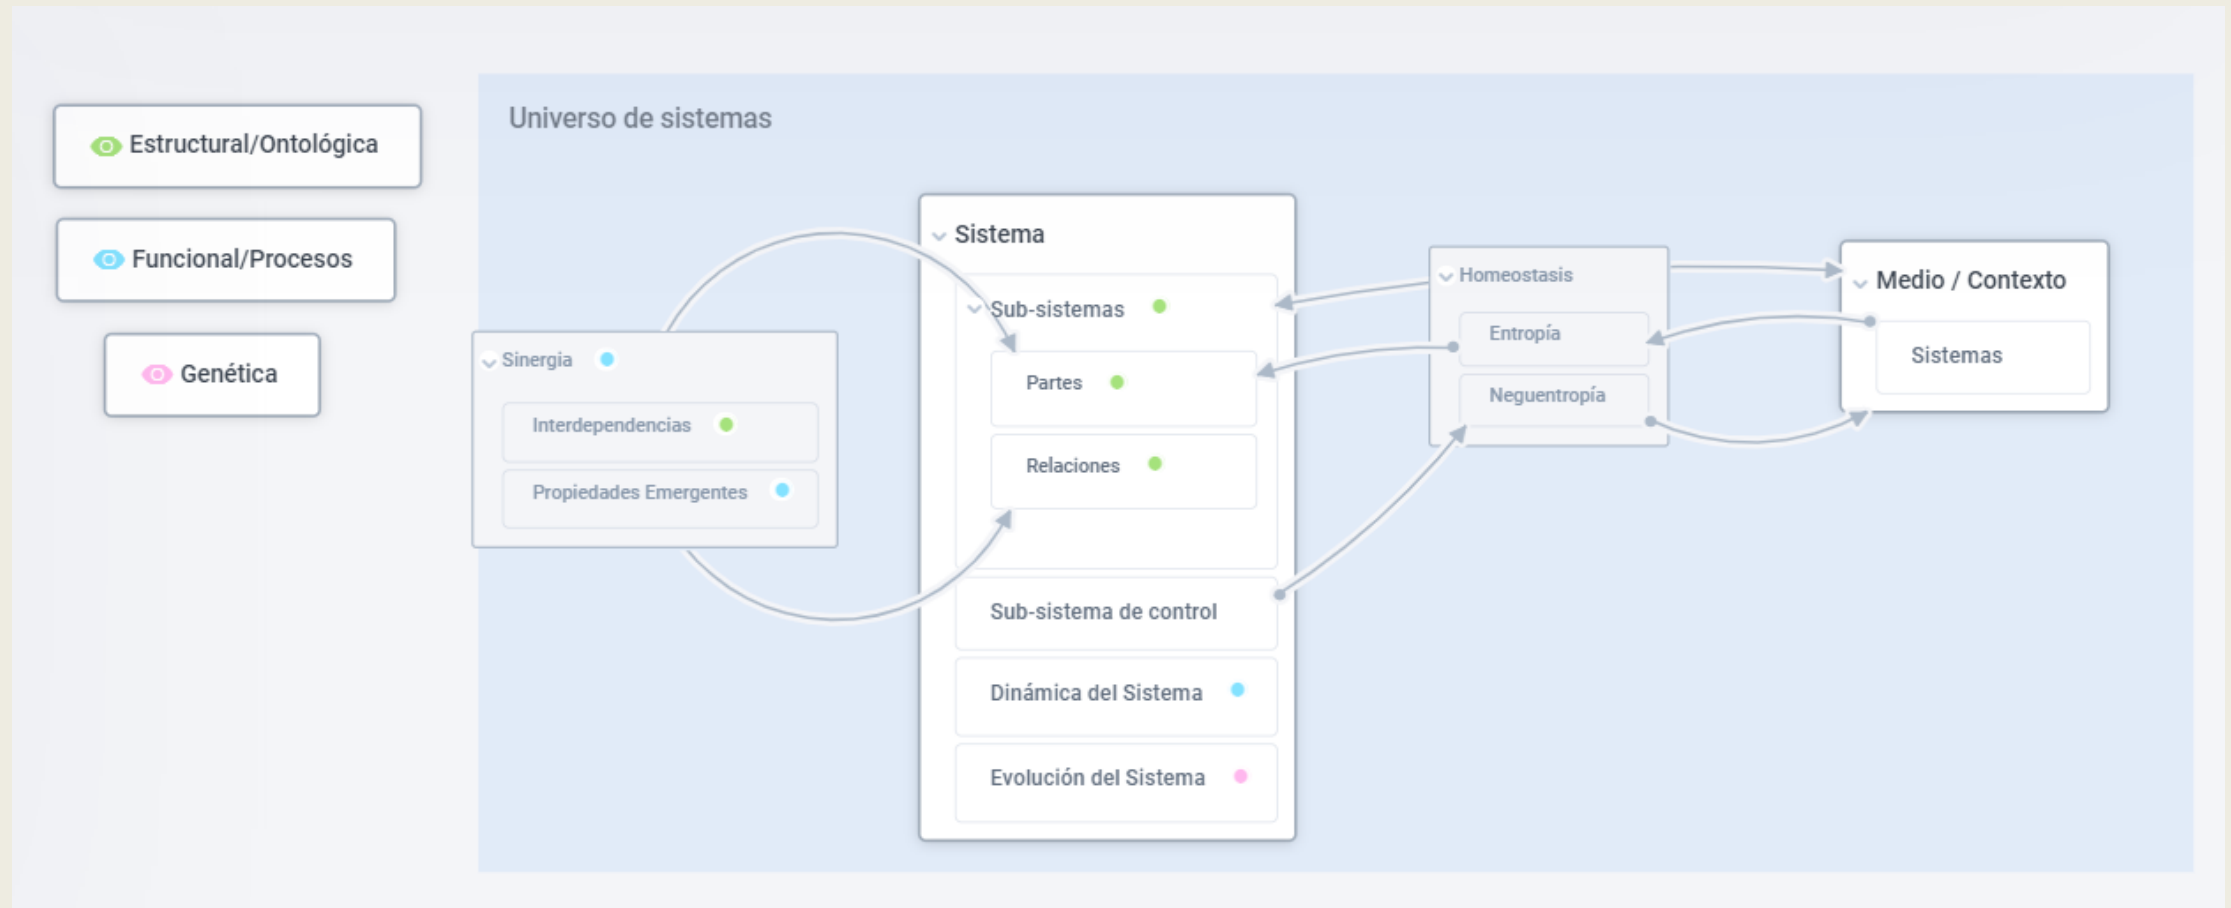 Estructural/Ontológica
Funcional/Procesos
Genética
Universo de sistemas
Sinergia
Interdependencias
Propiedades Emergentes
Sistema
Sub-sistemas
Partes
Relaciones
Sub-sistema de control
Dinámica del Sistema
Evolución del Sistema
Homeostasis
Entropía
Neguentropía
Medio / Contexto
Sistemas